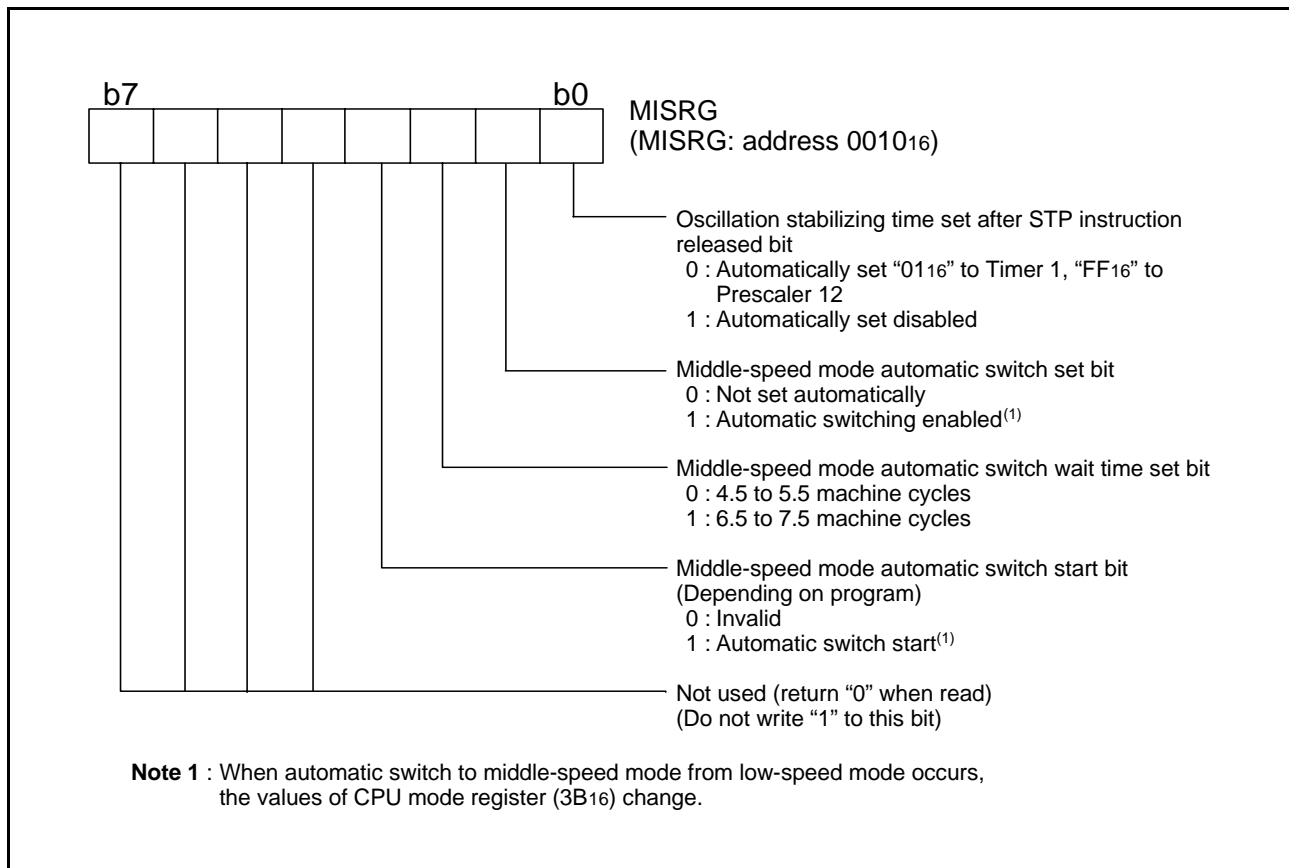 b7 b0
MISRG
(MISRG: address 001016)
Oscillation stabilizing time set after STP instruction
released bit
0 : Automatically set “0116” to Timer 1, “FF16” to
Prescaler 12
1 : Automatically set disabled
Middle-speed mode automatic switch set bit
0 : Not set automatically
1 : Automatic switching enabled(1)
Middle-speed mode automatic switch wait time set bit
0 : 4.5 to 5.5 machine cycles
1 : 6.5 to 7.5 machine cycles
Middle-speed mode automatic switch start bit
(Depending on program)
0 : Invalid
1 : Automatic switch start(1)
Not used (return “0” when read)
(Do not write “1” to this bit)
Note 1 : When automatic switch to middle-speed mode from low-speed mode occurs,
the values of CPU mode register (3B16) change.